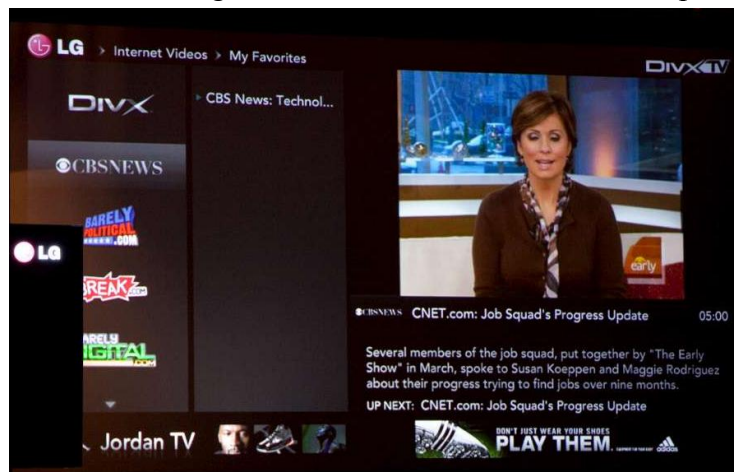 LG > Internet Videos > My Favorites
DIVX TV
DIVX
CBS News: Technol...
CBSNEWS
BARELY
POLITICAL
.COM
LG
BREAK.COM
BARELY
DIGITAL
.COM
early
CBSNEWS CNET.com: Job Squad's Progress Update 05:00
Several members of the job squad, put together by "The Early
Show" in March, spoke to Susan Koeppen and Maggie Rodriguez
about their progress trying to find jobs over nine months.
UP NEXT: CNET.com: Job Squad's Progress Update
Jordan TV
DON'T JUST WEAR YOUR SHOES
PLAY THEM.
adidas